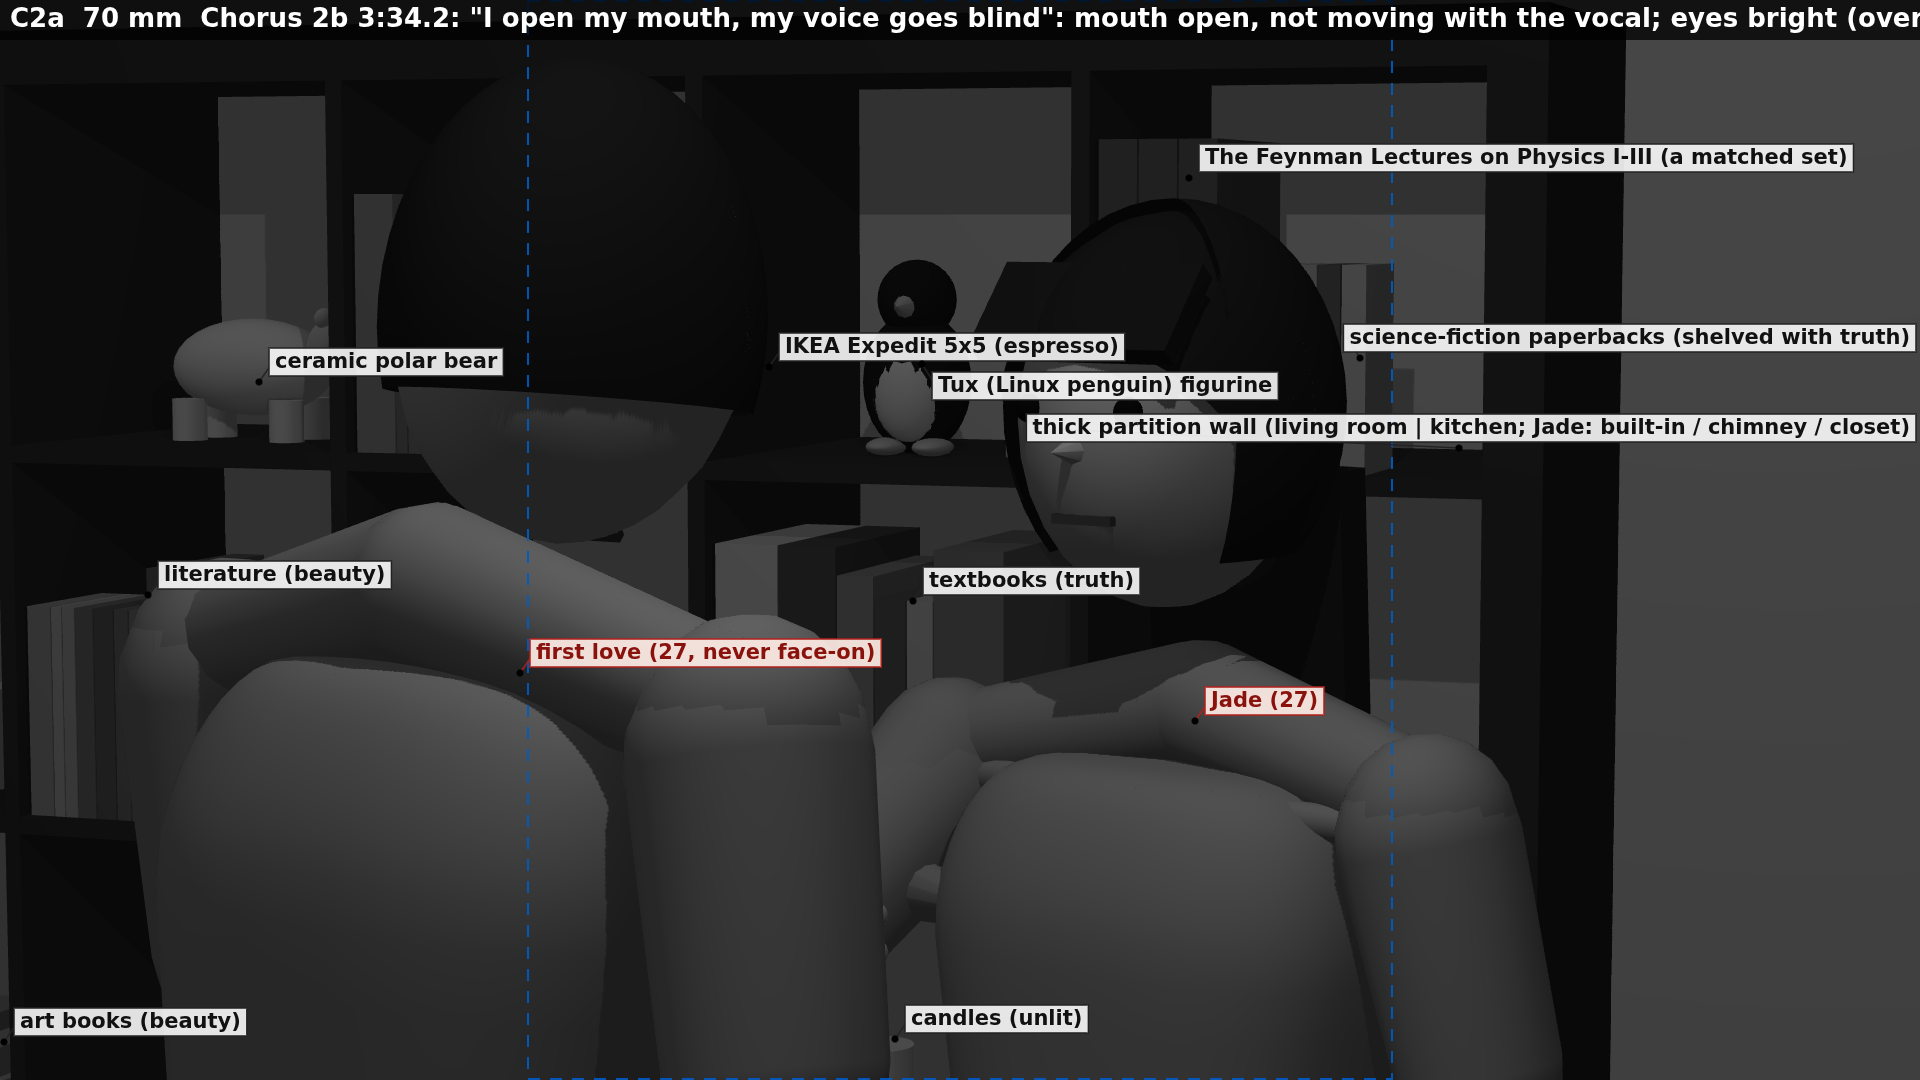 C2a  70 mm  Chorus 2b 3:34.2: "I open my mouth, my voice goes blind": mouth open, not moving with the vocal; eyes bright (over
The Feynman Lectures on Physics I-III (a matched set)
science-fiction paperbacks (shelved with truth)
IKEA Expedit 5x5 (espresso)
ceramic polar bear
Tux (Linux penguin) figurine
thick partition wall (living room | kitchen; Jade: built-in / chimney / closet)
literature (beauty)
textbooks (truth)
first love (27, never face-on)
Jade (27)
art books (beauty)
candles (unlit)